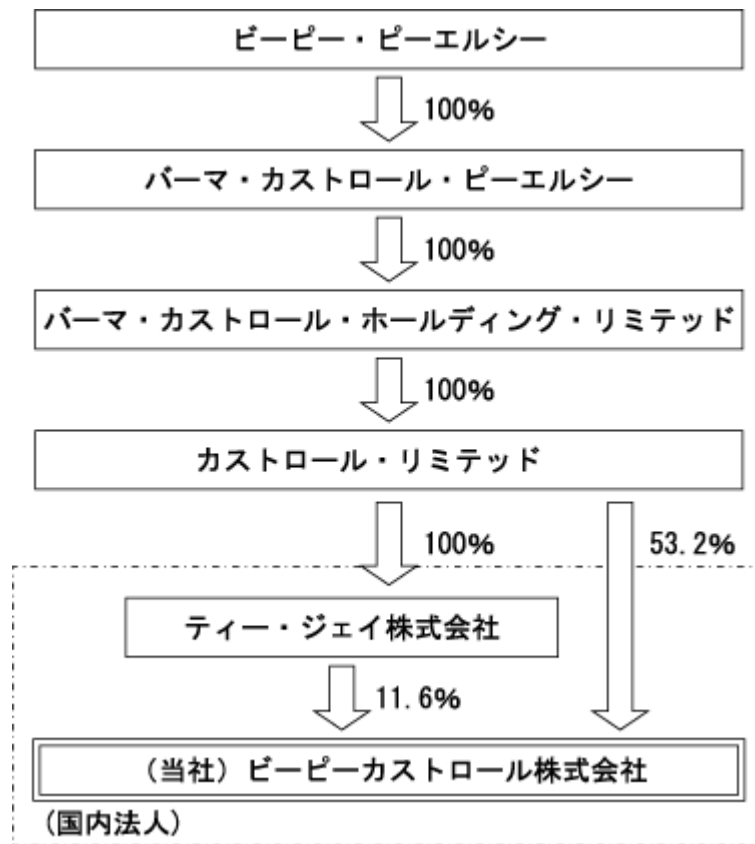 ビーピー・ピーエルシー
100%
バーマ・カストロール・ピーエルシー
100%
バーマ・カストロール・ホールディング・リミテッド
100%
カストロール・リミテッド
100%
53.2%
ティー・ジェイ株式会社
11.6%
（当社）ビーピーカストロール株式会社
(国内法人)